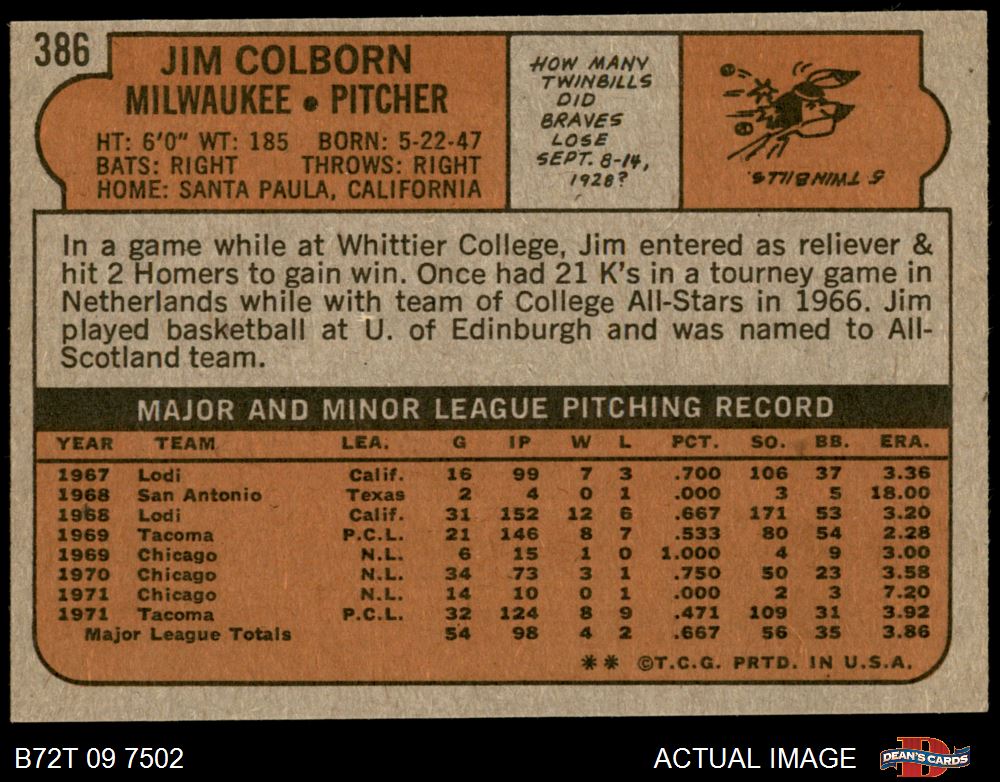 386
JIM COLBORN
MILWAUKEE • PITCHER
HT: 6'0" WT: 185 BORN: 5-22-47
BATS: RIGHT THROWS: RIGHT
HOME: SANTA PAULA, CALIFORNIA
HOW MANY
TWINBILLS
DID
BRAVES
LOSE
SEPT. 8-14,
1928?
5 TWINBILLS
In a game while at Whittier College, Jim entered as reliever &
hit 2 Homers to gain win. Once had 21 K's in a tourney game in
Netherlands while with team of College All-Stars in 1966. Jim
played basketball at U. of Edinburgh and was named to All-
Scotland team.
MAJOR AND MINOR LEAGUE PITCHING RECORD
YEAR TEAM LEA. G IP W L PCT. SO. BB. ERA.
1967 Lodi Calif. 16 99 7 3 .700 106 37 3.36
1968 San Antonio Texas 2 4 0 1 .000 3 5 18.00
1968 Lodi Calif. 31 152 12 6 .667 171 53 3.20
1969 Tacoma P.C.L. 21 146 8 7 .533 80 54 2.28
1969 Chicago N.L. 6 15 1 0 1.000 4 9 3.00
1970 Chicago N.L. 34 73 3 1 .750 50 23 3.58
1971 Chicago N.L. 14 10 0 1 .000 2 3 7.20
1971 Tacoma P.C.L. 32 124 8 9 .471 109 31 3.92
Major League Totals 54 98 4 2 .667 56 35 3.86
** ©T.C.G. PRTD. IN U.S.A.
B72T 09 7502
ACTUAL IMAGE
DEAN'S CARDS